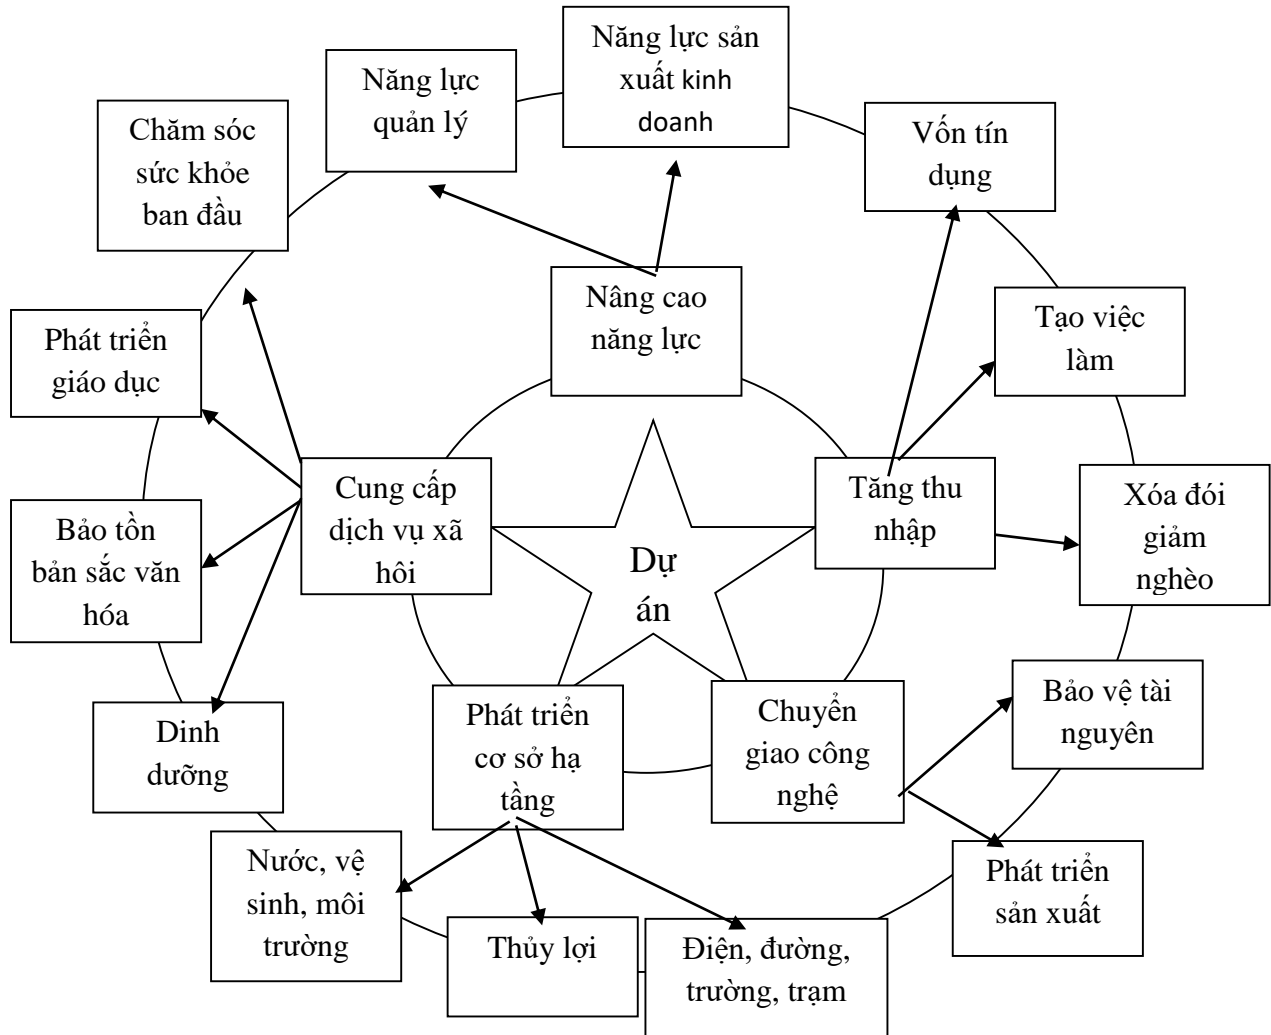 Năng lực sản
xuất kinh
doanh
Năng lực
quản lý
Chăm sóc
sức khỏe
ban đầu
Vốn tín
dụng
Nâng cao
năng lực
Tạo việc
làm
Phát triển
giáo dục
Cung cấp
dịch vụ xã
hôi
Tăng thu
nhập
Xóa đói
giảm
nghèo
Bảo tồn
bản sắc văn
hóa
Dự
án
Bảo vệ tài
nguyên
Phát triển
cơ sở hạ
tầng
Chuyển
giao công
nghệ
Dinh
dưỡng
Nước, vệ
sinh, môi
trường
Thủy lợi
Điện, đường,
trường, trạm
Phát triển
sản xuất